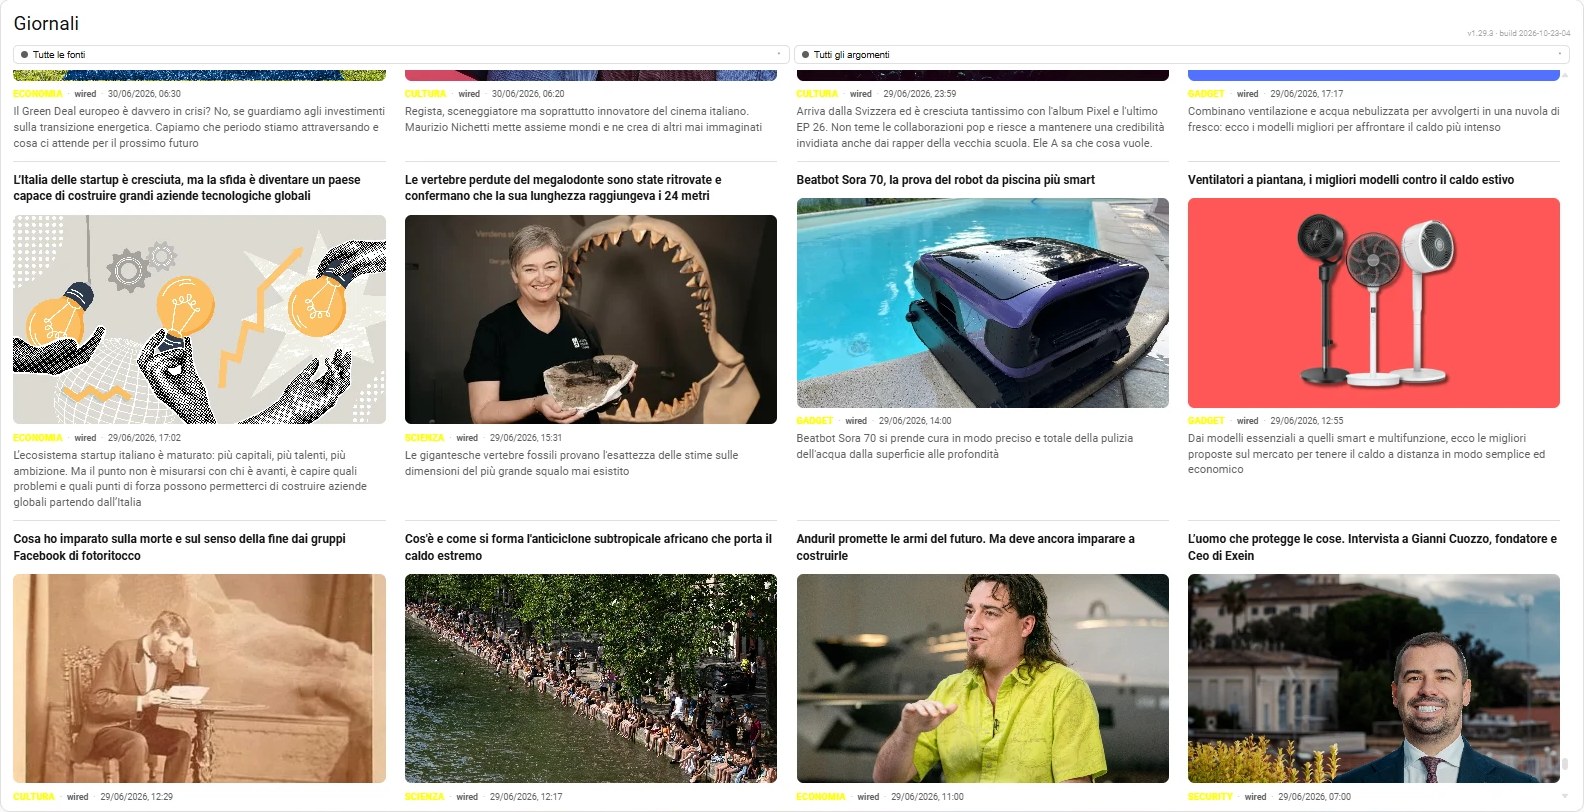 Giornali
v1.29.3 - build 2026-10-23-04
Tutte le fonti
Tutti gli argomenti
ECONOMIA · wired · 30/06/2026, 06:30
Il Green Deal europeo è davvero in crisi? No, se guardiamo agli investimenti
sulla transizione energetica. Capiamo che periodo stiamo attraversando e
cosa ci attende per il prossimo futuro
CULTURA · wired · 30/06/2026, 06:20
Regista, sceneggiatore ma soprattutto innovatore del cinema italiano.
Maurizio Nichetti mette assieme mondi e ne crea di altri mai immaginati
CULTURA · wired · 29/06/2026, 23:59
Arriva dalla Svizzera ed è cresciuta tantissimo con l'album Pixel e l'ultimo
EP 26. Non teme le collaborazioni pop e riesce a mantenere una credibilità
invidiata anche dai rapper della vecchia scuola. Ele A sa che cosa vuole.
GADGET · wired · 29/06/2026, 17:17
Combinano ventilazione e acqua nebulizzata per avvolgerti in una nuvola di
fresco: ecco i modelli migliori per affrontare il caldo più intenso
L'Italia delle startup è cresciuta, ma la sfida è diventare un paese
capace di costruire grandi aziende tecnologiche globali
ECONOMIA · wired · 29/06/2026, 17:02
L'ecosistema startup italiano è maturato: più capitali, più talenti, più
ambizione. Ma il punto non è misurarsi con chi è avanti, è capire quali
problemi e quali punti di forza possono permetterci di costruire aziende
globali partendo dall'Italia
Le vertebre perdute del megalodonte sono state ritrovate e
confermano che la sua lunghezza raggiungeva i 24 metri
SCIENZA · wired · 29/06/2026, 15:31
Le gigantesche vertebre fossili provano l'esattezza delle stime sulle
dimensioni del più grande squalo mai esistito
Beatbot Sora 70, la prova del robot da piscina più smart
GADGET · wired · 29/06/2026, 14:00
Beatbot Sora 70 si prende cura in modo preciso e totale della pulizia
dell'acqua dalla superficie alle profondità
Ventilatori a piantana, i migliori modelli contro il caldo estivo
GADGET · wired · 29/06/2026, 12:55
Dai modelli essenziali a quelli smart e multifunzione, ecco le migliori
proposte sul mercato per tenere il caldo a distanza in modo semplice ed
economico
Cosa ho imparato sulla morte e sul senso della fine dai gruppi
Facebook di fotoritocco
CULTURA · wired · 29/06/2026, 12:29
Cos'è e come si forma l'anticiclone subtropicale africano che porta il
caldo estremo
SCIENZA · wired · 29/06/2026, 12:17
Anduril promette le armi del futuro. Ma deve ancora imparare a
costruirle
ECONOMIA · wired · 29/06/2026, 11:00
L'uomo che protegge le cose. Intervista a Gianni Cuozzo, fondatore e
Ceo di Exein
SECURITY · wired · 29/06/2026, 07:00